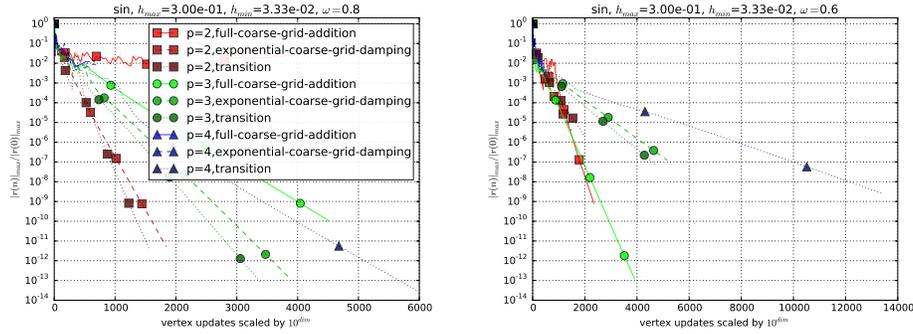 sin, h_max=3.00e-01, h_min=3.33e-02, ω=0.8
10^0
10^-1
10^-2
10^-3
10^-4
10^-5
10^-6
10^-7
10^-8
10^-9
10^-10
10^-11
10^-12
10^-13
10^-14
|r(n)|_max/|r(0)|_max
p=2,full-coarse-grid-addition
p=2,exponential-coarse-grid-damping
p=2,transition
p=3,full-coarse-grid-addition
p=3,exponential-coarse-grid-damping
p=3,transition
p=4,full-coarse-grid-addition
p=4,exponential-coarse-grid-damping
p=4,transition
0 1000 2000 3000 4000 5000 6000
vertex updates scaled by 10^dim
sin, h_max=3.00e-01, h_min=3.33e-02, ω=0.6
10^0
10^-1
10^-2
10^-3
10^-4
10^-5
10^-6
10^-7
10^-8
10^-9
10^-10
10^-11
10^-12
10^-13
10^-14
|r(n)|_max/|r(0)|_max
0 2000 4000 6000 8000 10000 12000 14000
vertex updates scaled by 10^dim